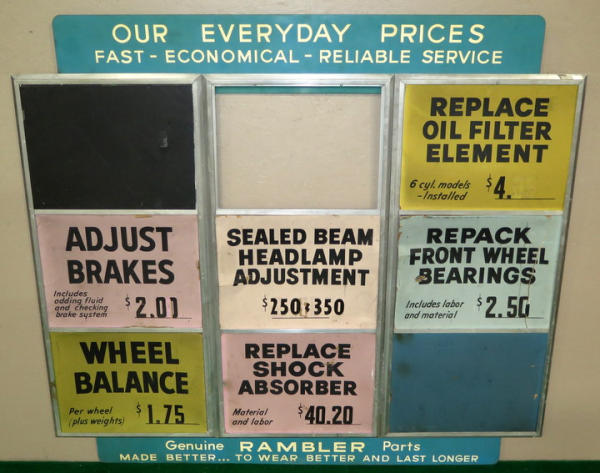 OUR EVERYDAY PRICES
FAST - ECONOMICAL - RELIABLE SERVICE
REPLACE
OIL FILTER
ELEMENT
6 cyl. models
-Installed
$4.
ADJUST
BRAKES
Includes
adding fluid
and checking
brake system
$2.01
SEALED BEAM
HEADLAMP
ADJUSTMENT
$250 350
REPACK
FRONT WHEEL
BEARINGS
Includes labor
and material
$2.50
WHEEL
BALANCE
Per wheel
(plus weights)
$1.75
REPLACE
SHOCK
ABSORBER
Material
and labor
$40.20
Genuine RAMBLER Parts
MADE BETTER... TO WEAR BETTER AND LAST LONGER